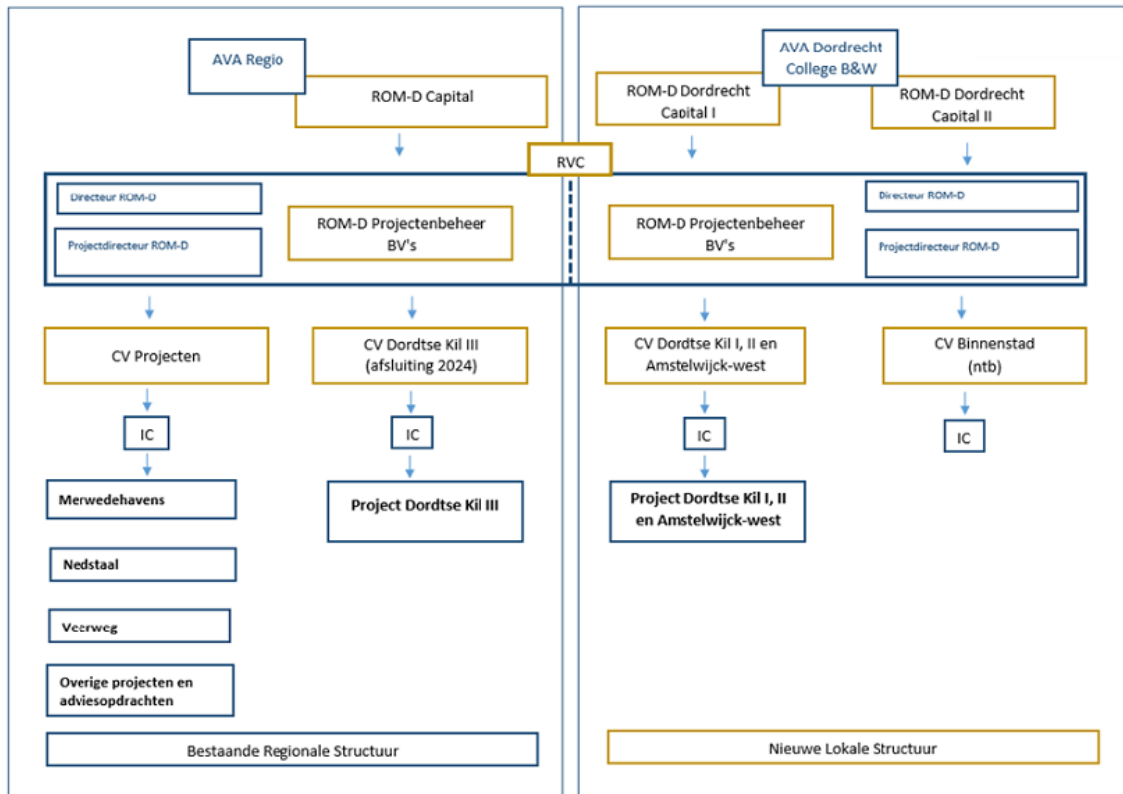 AVA Regio
ROM-D Capital
AVA Dordrecht
College B&W
ROM-D Dordrecht
Capital I
ROM-D Dordrecht
Capital II
RVC
Directeur ROM-D
Projectdirecteur ROM-D
ROM-D Projectenbeheer
BV's
ROM-D Projectenbeheer
BV's
Directeur ROM-D
Projectdirecteur ROM-D
CV Projecten
CV Dordtse Kil III
(afsluiting 2024)
CV Dordtse Kil I, II en
Amstelwijck-west
CV Binnenstad
(ntb)
IC
IC
IC
IC
Merwedehavens
Nedstaal
Veerweg
Overige projecten en
adviesopdrachten
Project Dordtse Kil III
Project Dordtse Kil I, II
en Amstelwijck-west
Bestaande Regionale Structuur
Nieuwe Lokale Structuur